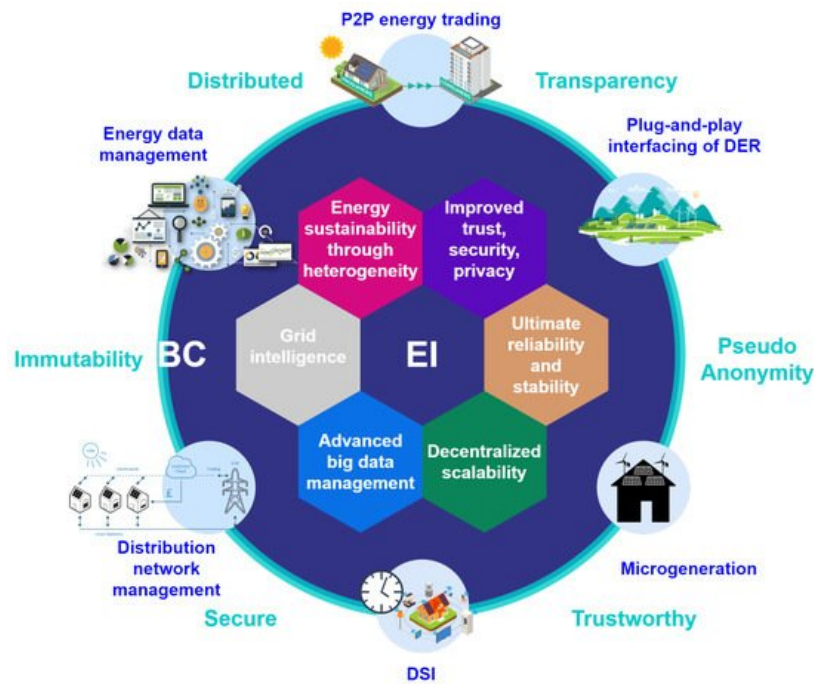 P2P energy trading
Distributed
Transparency
Energy data
management
Plug-and-play
interfacing of DER
Energy
sustainability
through
heterogeneity
Improved
trust,
security,
privacy
Immutability
BC
Grid
intelligence
EI
Ultimate
reliability
and
stability
Pseudo
Anonymity
Advanced
big data
management
Decentralized
scalability
Distribution
network
management
Microgeneration
Secure
Trustworthy
DSI